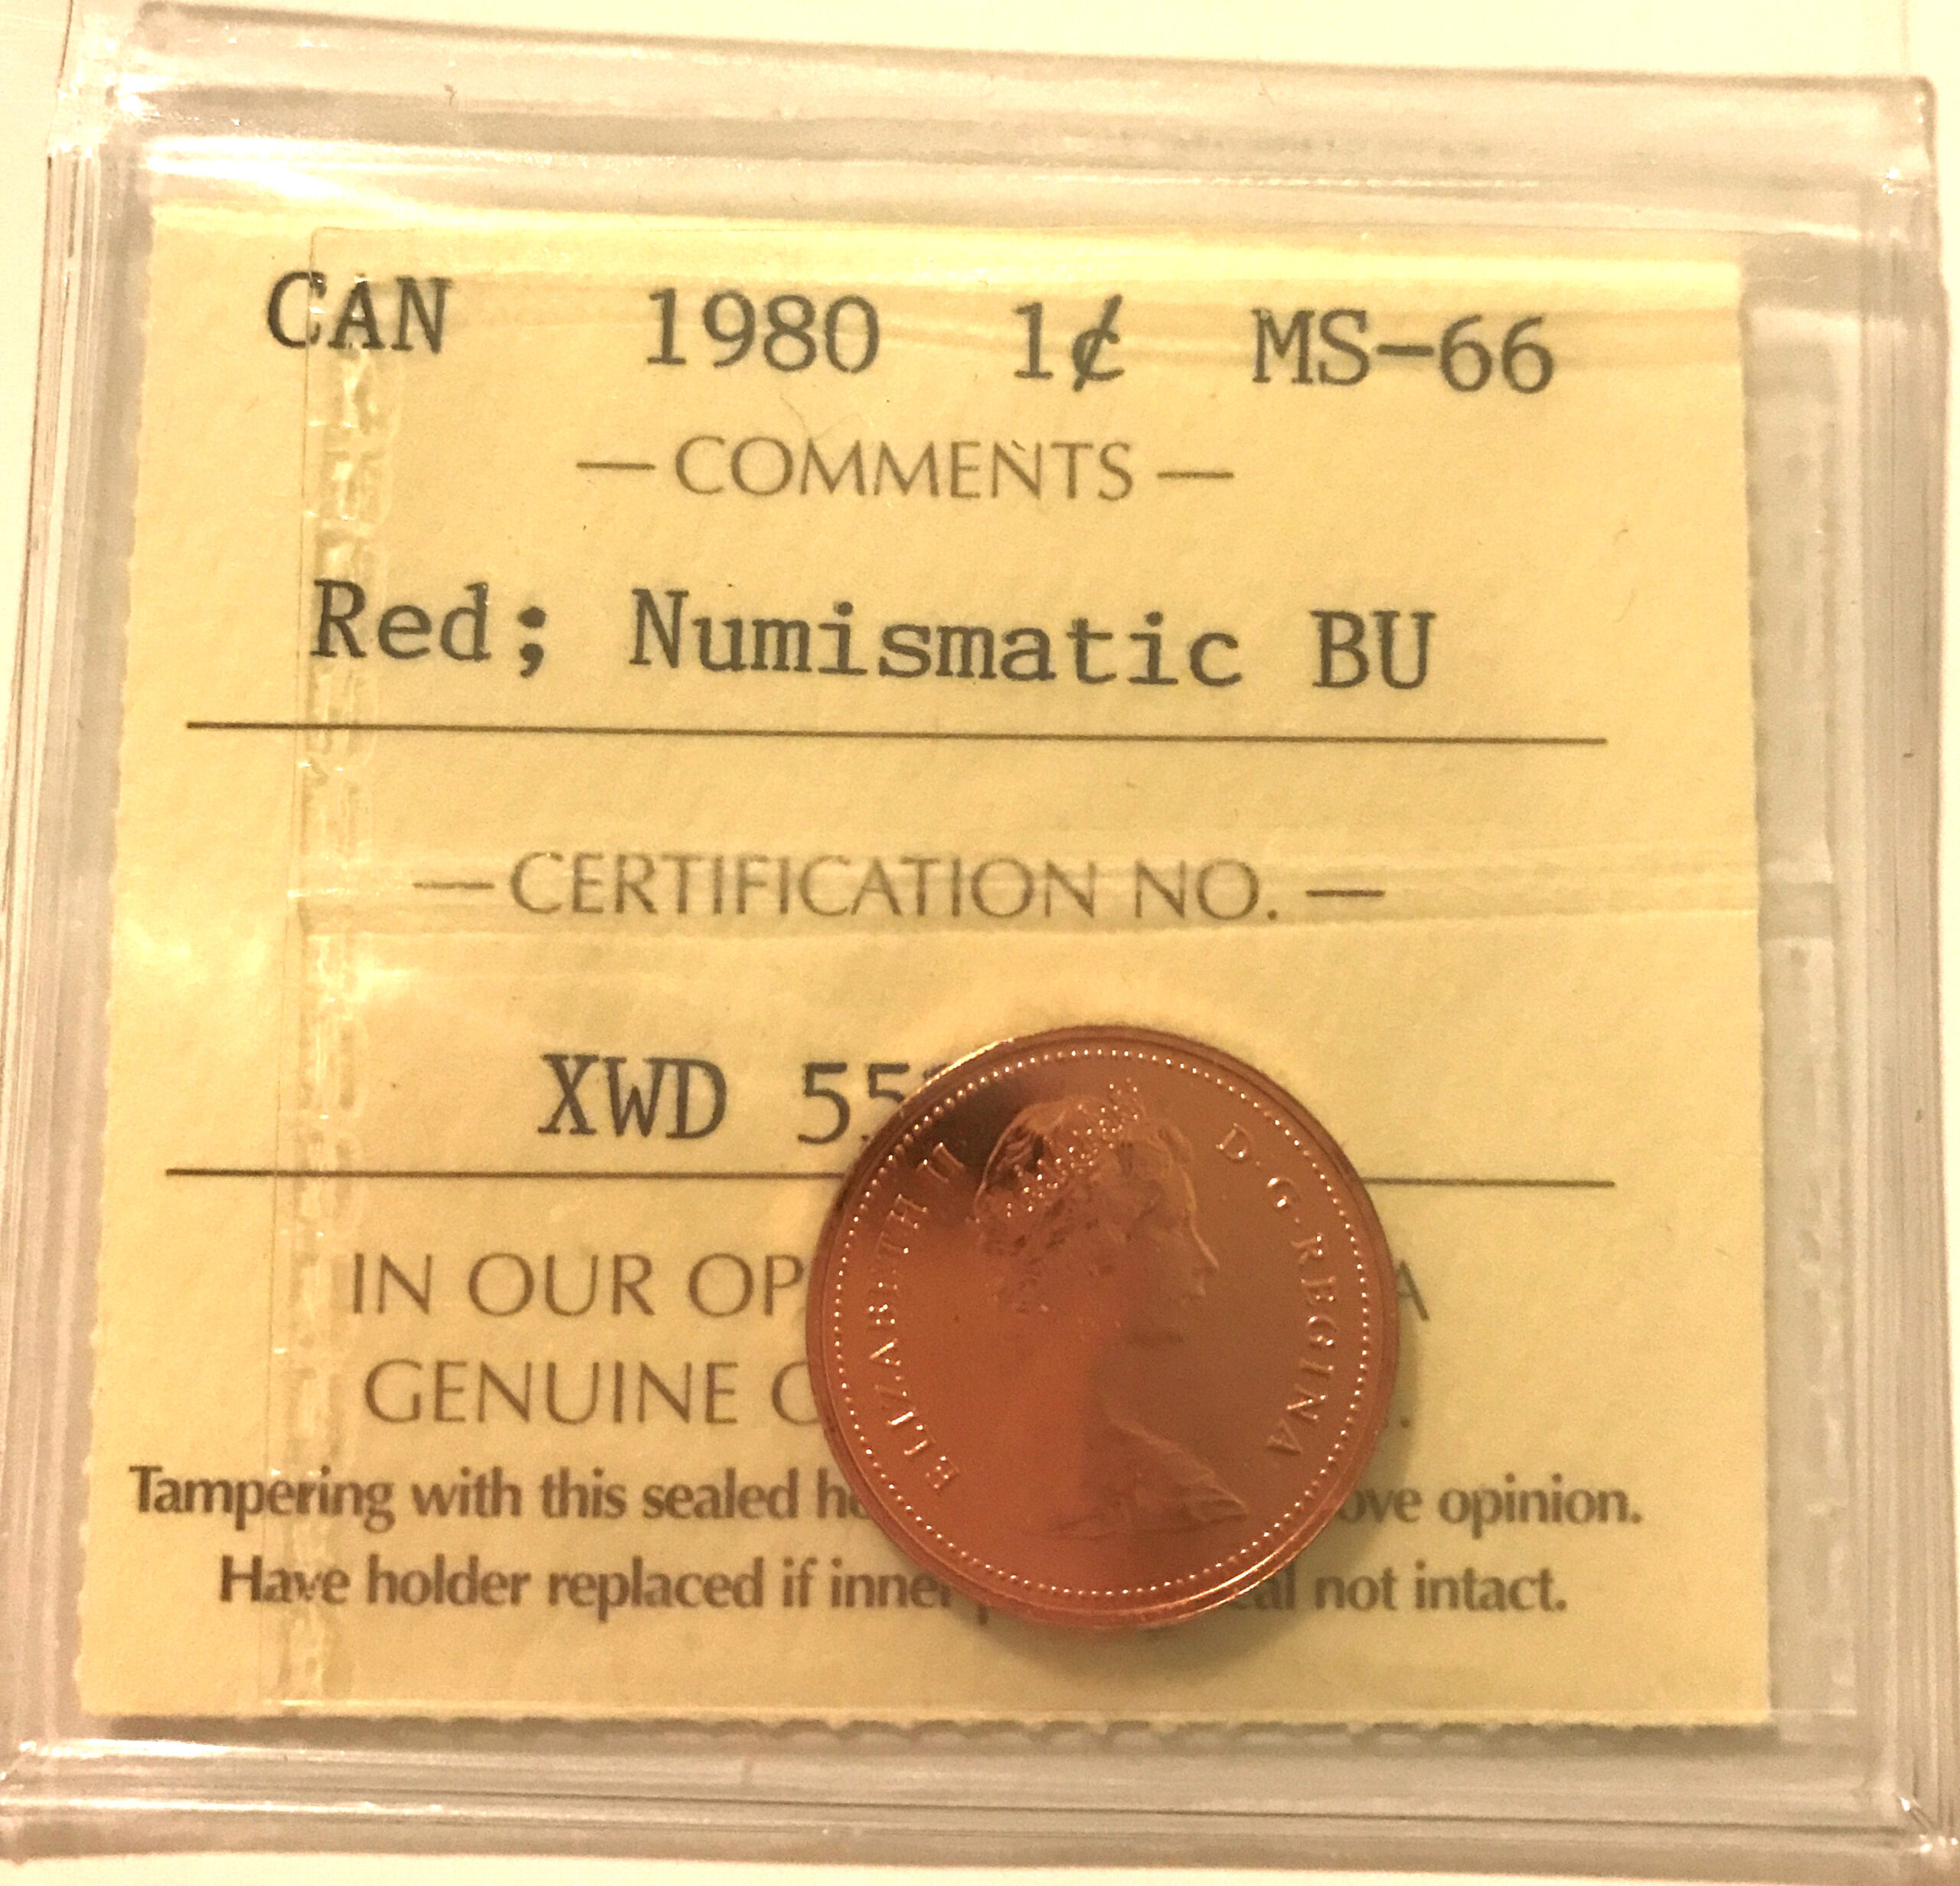 CAN 1980 1¢ MS-66
— COMMENTS —
Red; Numismatic BU
— CERTIFICATION NO. —
XWD 55
IN OUR OP A
GENUINE C .
Tampering with this sealed h ove opinion.
Have holder replaced if inner al not intact.
ELIZABETH II D·G·REGINA